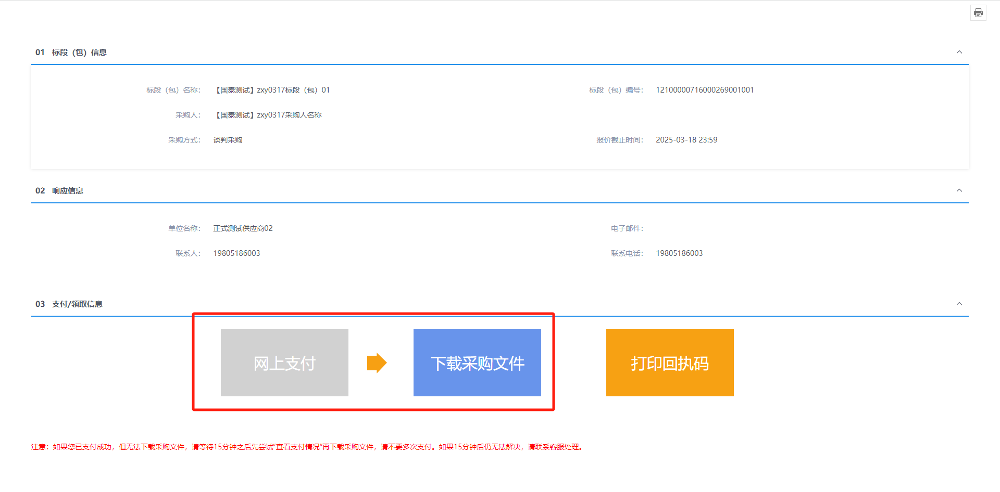 01 标段（包）信息
标段（包）名称： 【国泰测试】zxy0317标段（包）01 标段（包）编号： 12100000716000269001001
采购人： 【国泰测试】zxy0317采购人名称
采购方式： 谈判采购 报价截止时间： 2025-03-18 23:59
02 响应信息
单位名称： 正式测试供应商02 电子邮件：
联系人： 19805186003 联系电话： 19805186003
03 支付/领取信息
网上支付 下载采购文件 打印回执码
注意：如果您已支付成功，但无法下载采购文件，请等待15分钟之后先尝试“查看支付情况”再下载采购文件，请不要多次支付。如果15分钟后仍无法解决，请联系客服处理。